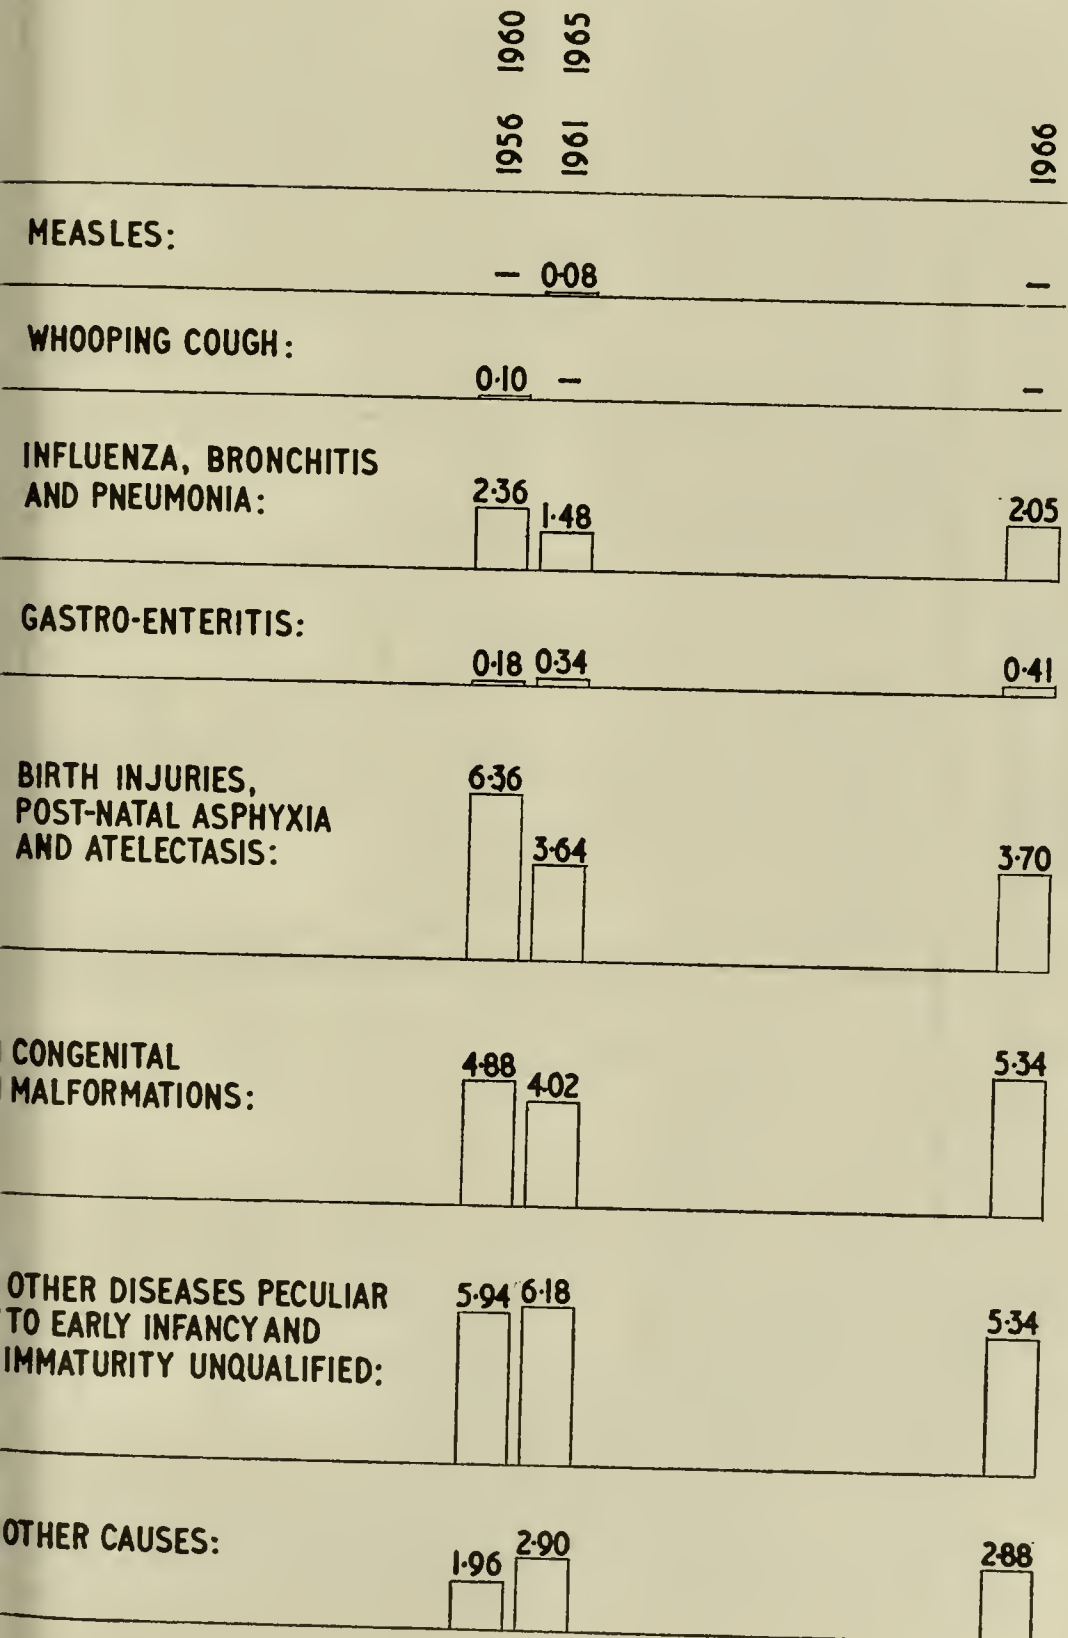 1956 1960
1961 1965
1966
MEASLES:
— 0·08 —
WHOOPING COUGH:
0·10 — —
INFLUENZA, BRONCHITIS
AND PNEUMONIA:
2·36 1·48 2·05
GASTRO-ENTERITIS:
0·18 0·34 0·41
BIRTH INJURIES,
POST-NATAL ASPHYXIA
AND ATELECTASIS:
6·36 3·64 3·70
CONGENITAL
MALFORMATIONS:
4·88 4·02 5·34
OTHER DISEASES PECULIAR
TO EARLY INFANCY AND
IMMATURITY UNQUALIFIED:
5·94 6·18 5·34
OTHER CAUSES:
1·96 2·90 2·88